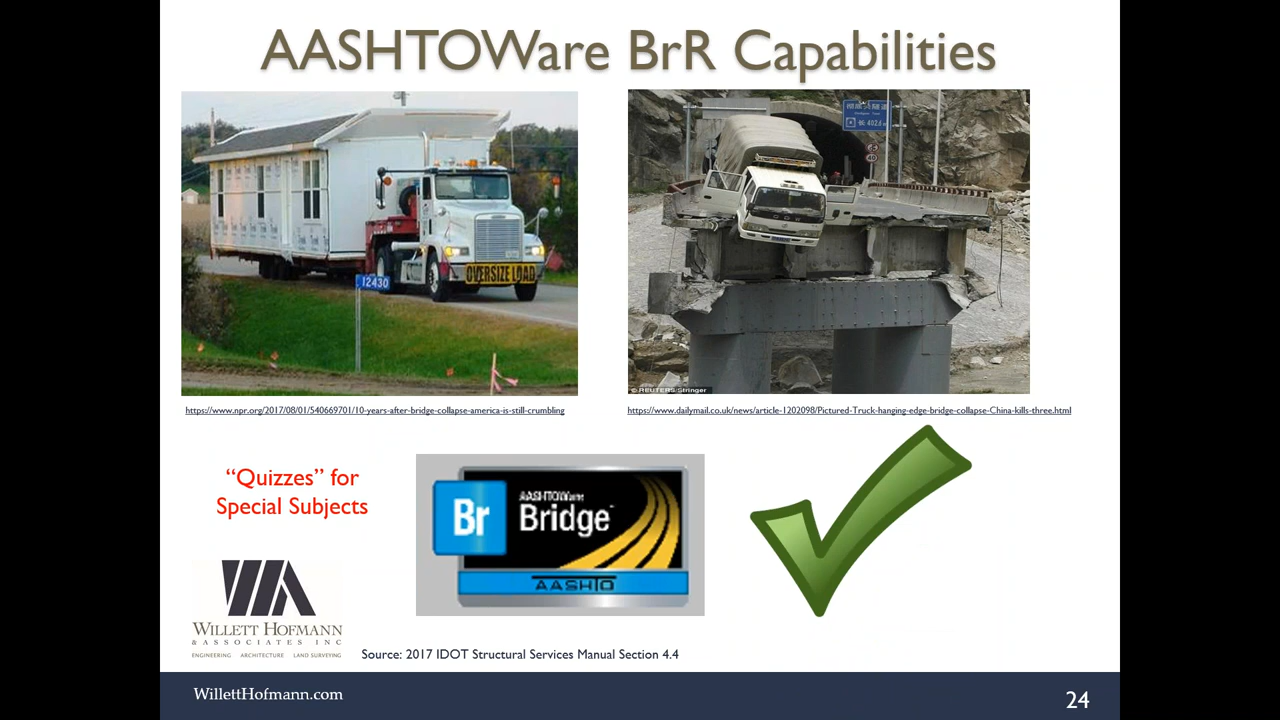 AASHTOWare BrR Capabilities
12430
OVERSIZE LOAD
402
40
© REUTERS/Stringer
https://www.npr.org/2017/08/01/540669701/10-years-after-bridge-collapse-america-is-still-crumbling
https://www.dailymail.co.uk/news/article-1202098/Pictured-Truck-hanging-edge-bridge-collapse-China-kills-three.html
“Quizzes” for
Special Subjects
Br
AASHTOWare
Bridge™
AASHTO
WILLETT HOFMANN
& ASSOCIATES INC
ENGINEERING ARCHITECTURE LAND SURVEYING
Source: 2017 IDOT Structural Services Manual Section 4.4
WillettHofmann.com
24